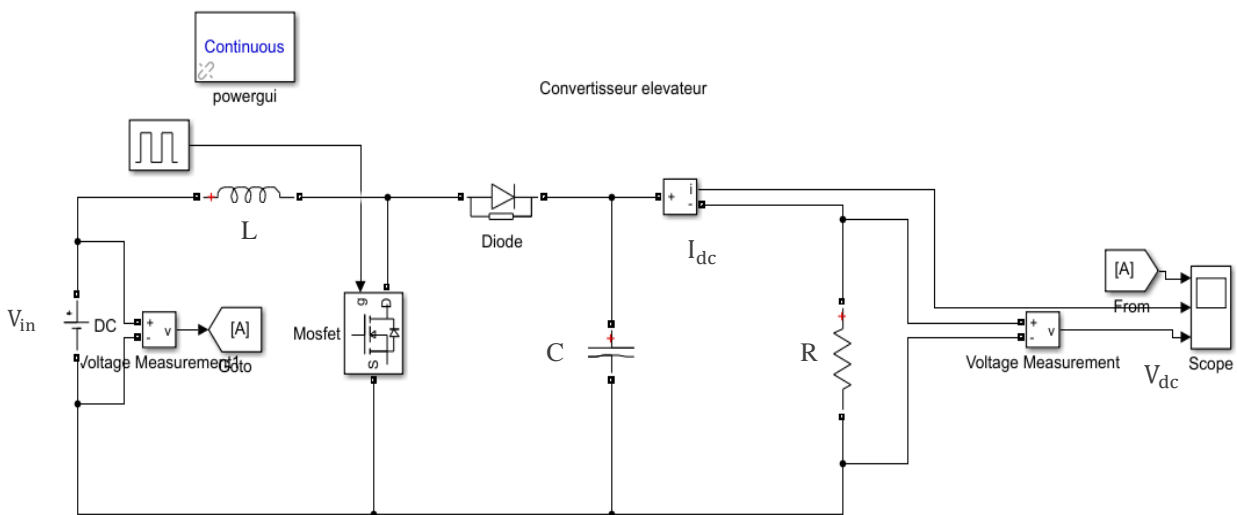 Continuous
powergui
Convertisseur elevateur
L
Diode
i
+
-
I_dc
g
D
S
Mosfet
V_in
+
DC
+
-
v
[A]
Voltage Measurement1
Goto
C
+
R
+
+
-
v
Voltage Measurement
[A]
From
V_dc
Scope